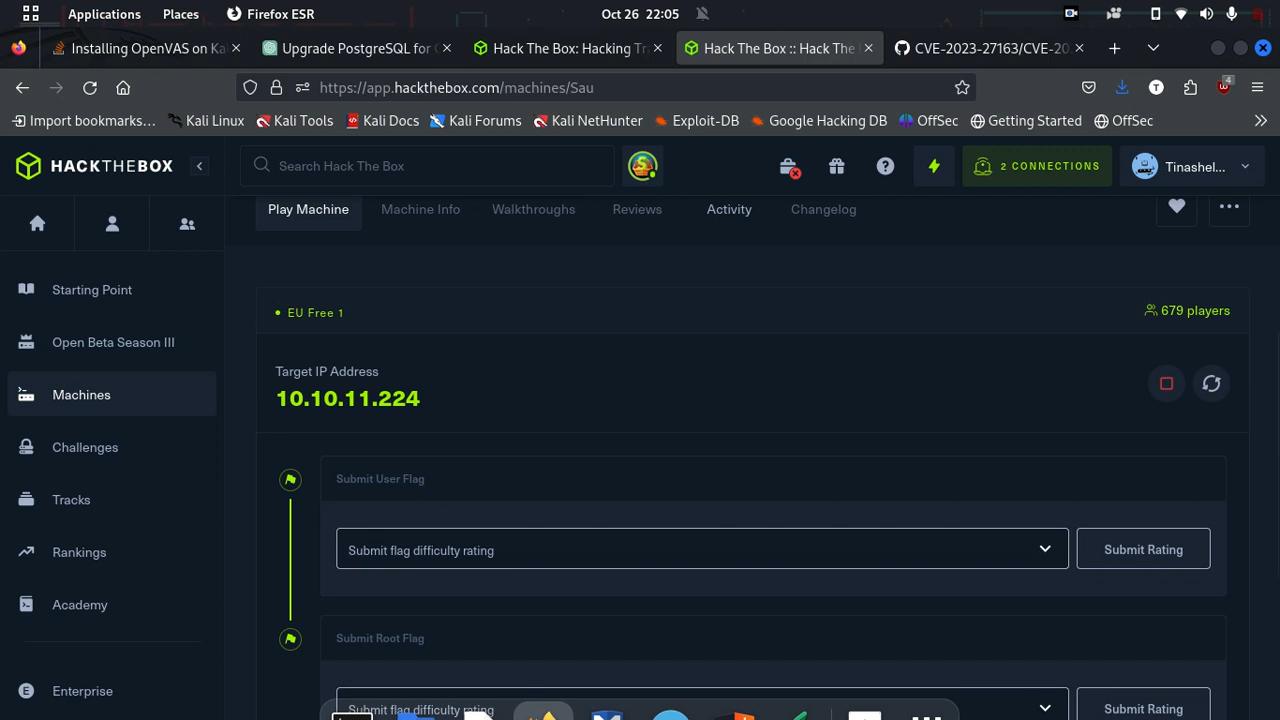 Applications Places Firefox ESR Oct 26 22:05
Installing OpenVAS on Ka Upgrade PostgreSQL for Hack The Box: Hacking Tr Hack The Box :: Hack The CVE-2023-27163/CVE-20
https://app.hackthebox.com/machines/Sau 4
Import bookmarks... Kali Linux Kali Tools Kali Docs Kali Forums Kali NetHunter Exploit-DB Google Hacking DB OffSec Getting Started OffSec
HACKTHEBOX Search Hack The Box 2 CONNECTIONS Tinashel...
Play Machine Machine Info Walkthroughs Reviews Activity Changelog
Starting Point
Open Beta Season III
Machines
Challenges
Tracks
Rankings
Academy
Enterprise
EU Free 1 679 players
Target IP Address
10.10.11.224
Submit User Flag
Submit flag difficulty rating Submit Rating
Submit Root Flag
Submit flag difficulty rating Submit Rating